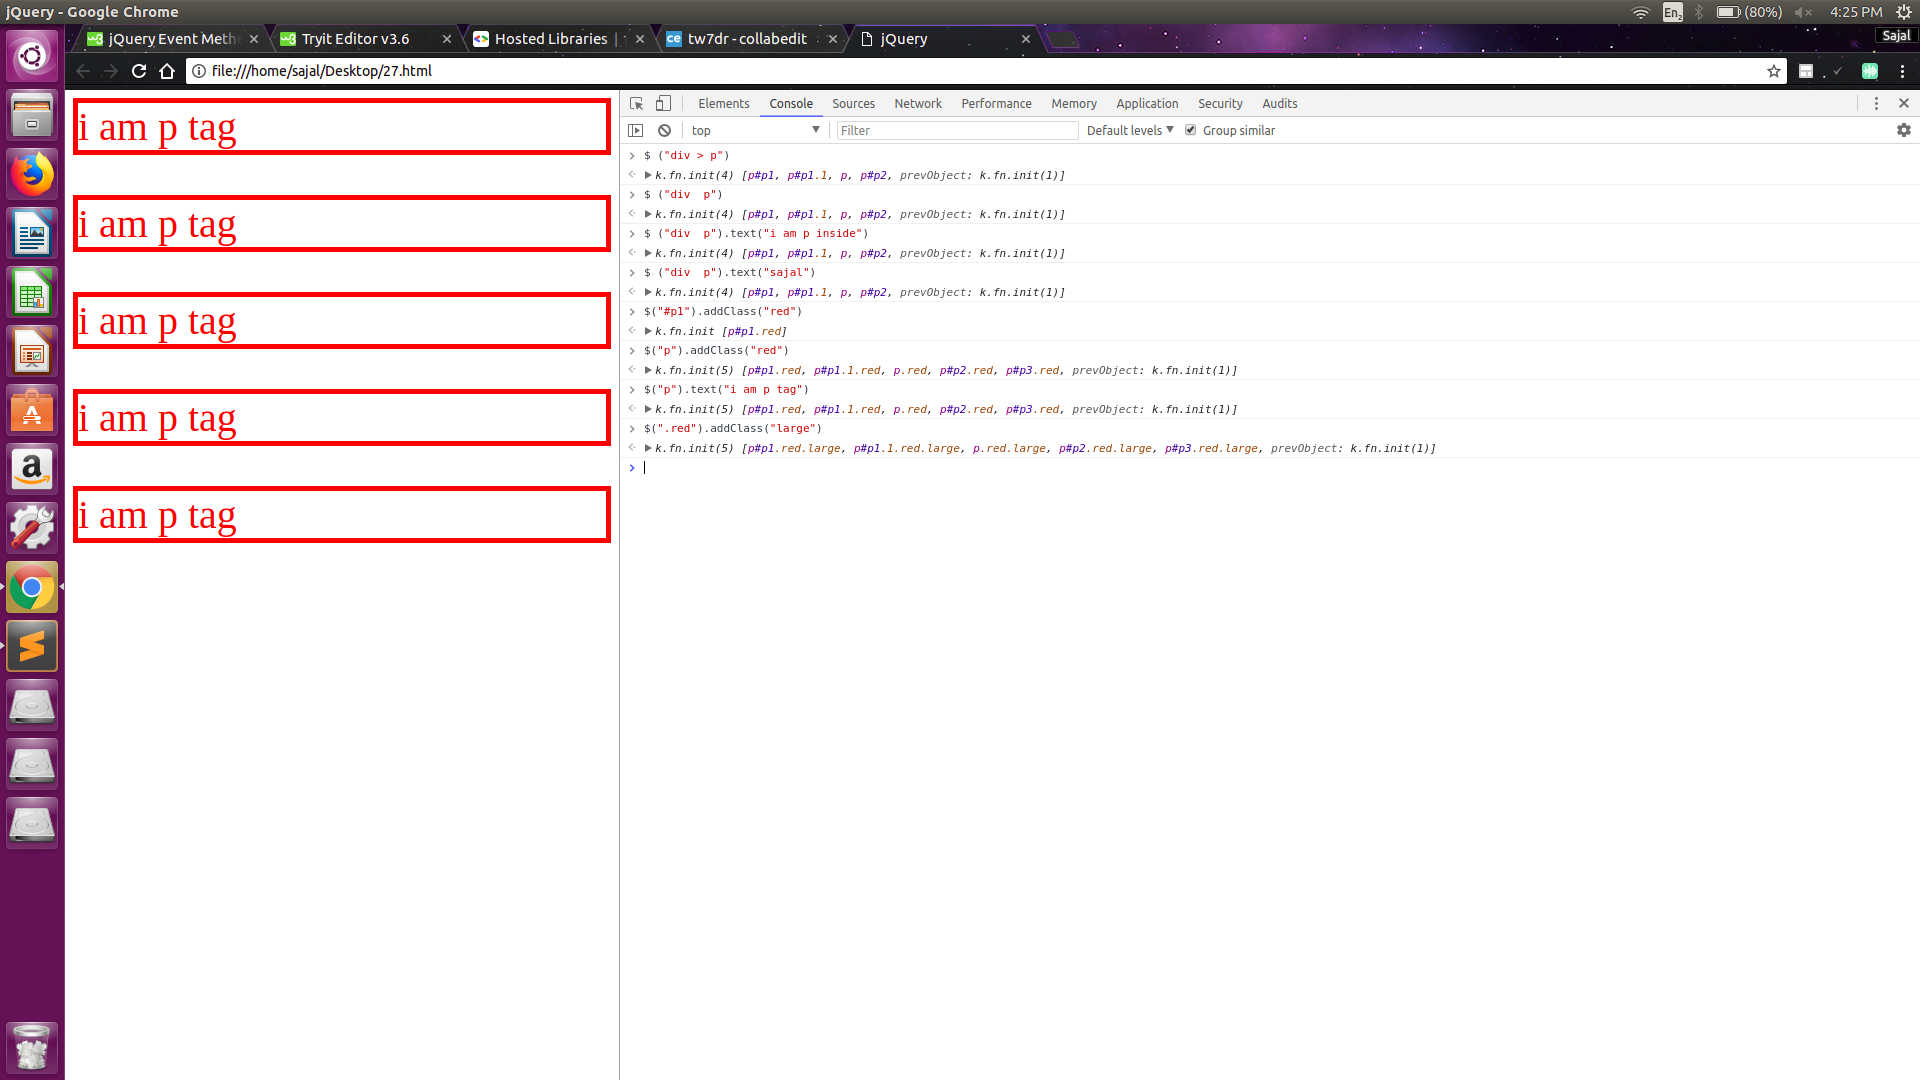 jQuery - Google Chrome
En2
(80%)
4:25 PM
jQuery Event Meth
Tryit Editor v3.6
Hosted Libraries |
tw7dr - collabedit
jQuery
Sajal
file:///home/sajal/Desktop/27.html
i am p tag
i am p tag
i am p tag
i am p tag
i am p tag
Elements Console Sources Network Performance Memory Application Security Audits
top Filter Default levels Group similar
$ ("div > p")
k.fn.init(4) [p#p1, p#p1.1, p, p#p2, prevObject: k.fn.init(1)]
$ ("div  p")
k.fn.init(4) [p#p1, p#p1.1, p, p#p2, prevObject: k.fn.init(1)]
$ ("div  p").text("i am p inside")
k.fn.init(4) [p#p1, p#p1.1, p, p#p2, prevObject: k.fn.init(1)]
$ ("div  p").text("sajal")
k.fn.init(4) [p#p1, p#p1.1, p, p#p2, prevObject: k.fn.init(1)]
$("#p1").addClass("red")
k.fn.init [p#p1.red]
$("p").addClass("red")
k.fn.init(5) [p#p1.red, p#p1.1.red, p.red, p#p2.red, p#p3.red, prevObject: k.fn.init(1)]
$("p").text("i am p tag")
k.fn.init(5) [p#p1.red, p#p1.1.red, p.red, p#p2.red, p#p3.red, prevObject: k.fn.init(1)]
$(".red").addClass("large")
k.fn.init(5) [p#p1.red.large, p#p1.1.red.large, p.red.large, p#p2.red.large, p#p3.red.large, prevObject: k.fn.init(1)]